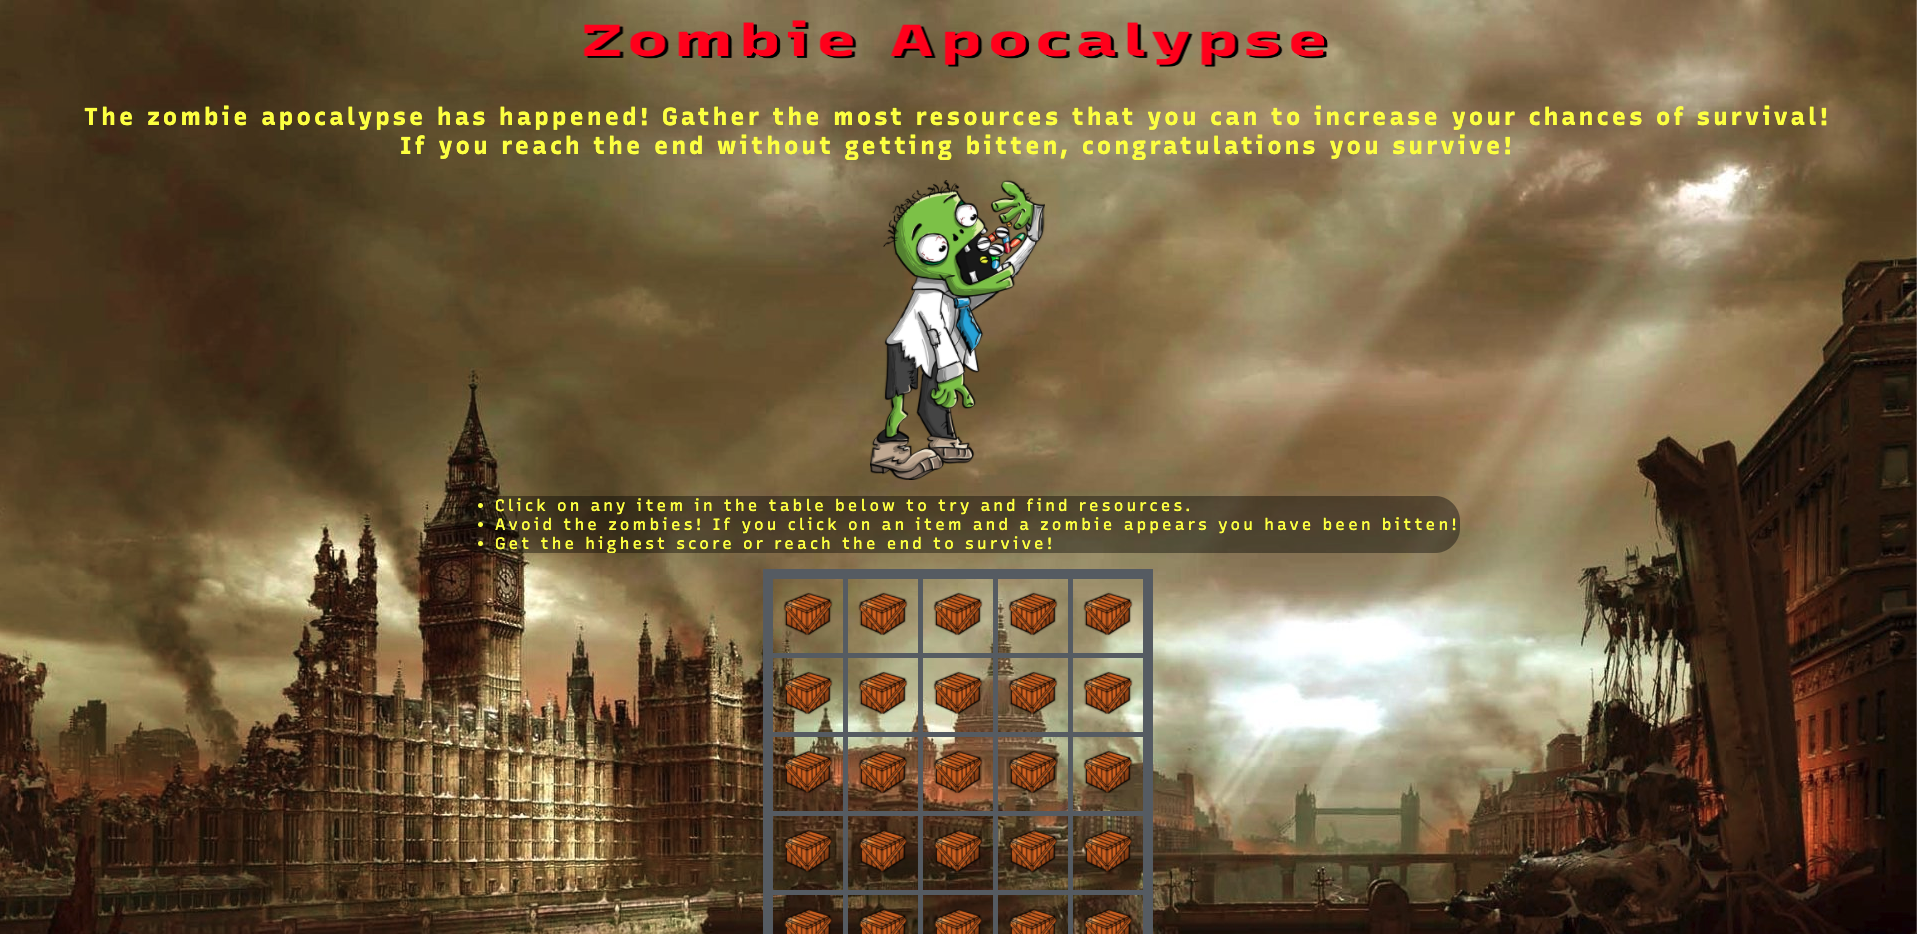 Zombie Apocalypse
The zombie apocalypse has happened! Gather the most resources that you can to increase your chances of survival!
If you reach the end without getting bitten, congratulations you survive!
• Click on any item in the table below to try and find resources.
• Avoid the zombies! If you click on an item and a zombie appears you have been bitten!
• Get the highest score or reach the end to survive!